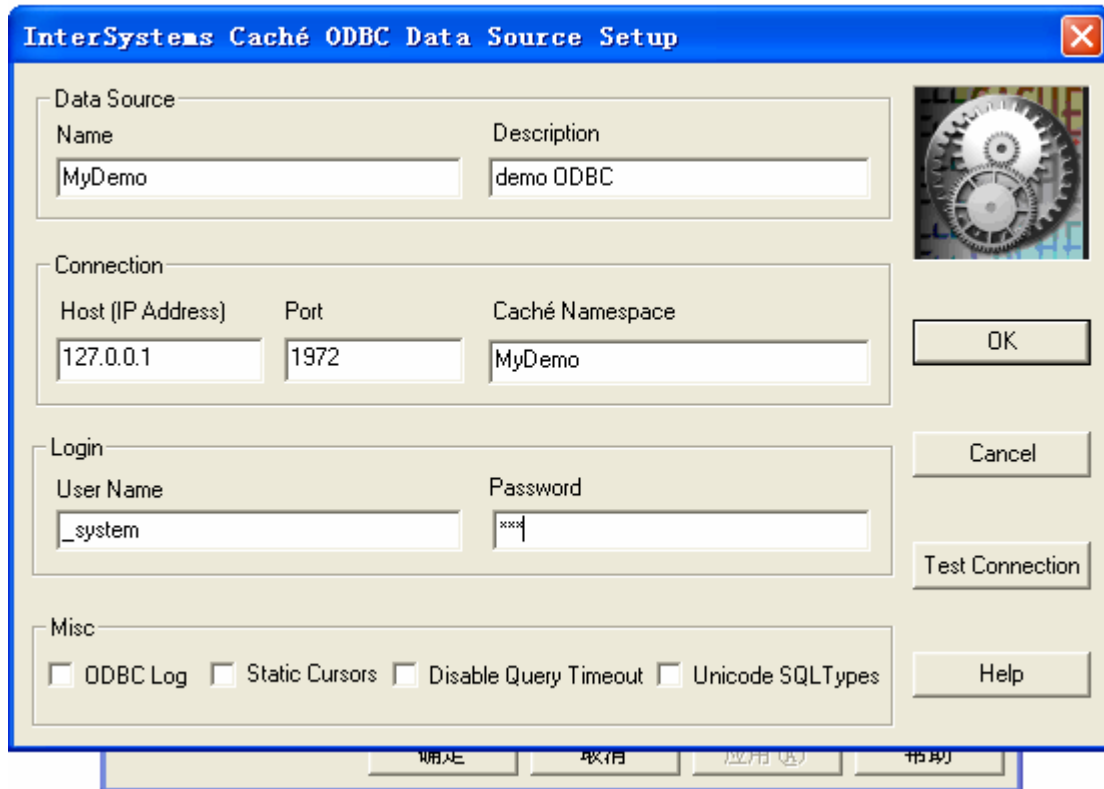 InterSystems Caché ODBC Data Source Setup
Data Source
Name
Description
MyDemo
demo ODBC
Connection
Host (IP Address)
Port
Caché Namespace
127.0.0.1
1972
MyDemo
OK
Login
Cancel
User Name
Password
_system
***
Test Connection
Misc
ODBC Log
Static Cursors
Disable Query Timeout
Unicode SQLTypes
Help
确定
取消
应用(A)
帮助